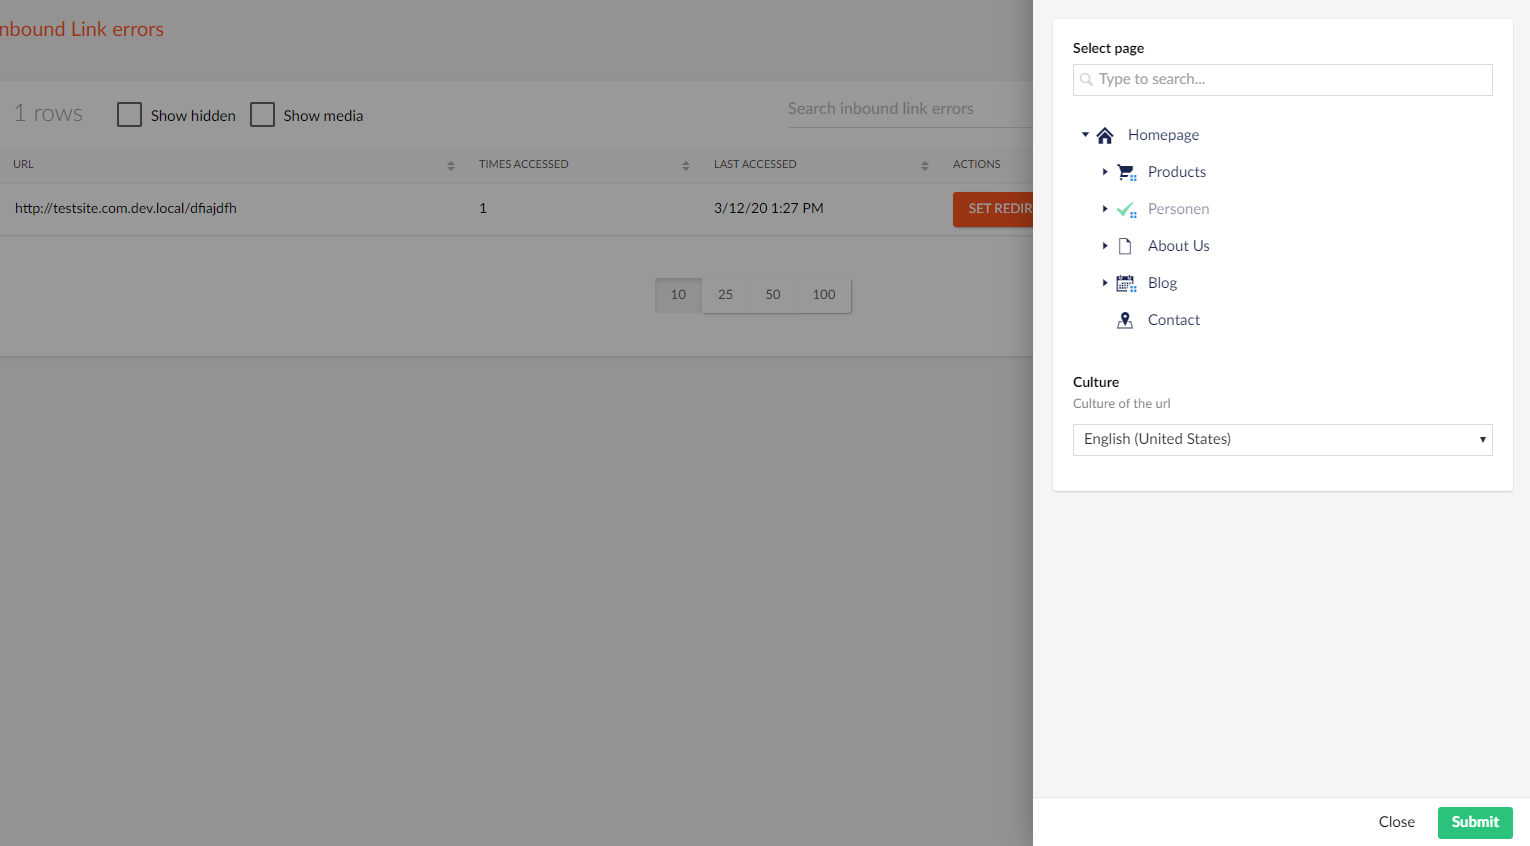 nbound Link errors
1 rows
Show hidden
Show media
Search inbound link errors
URL
TIMES ACCESSED
LAST ACCESSED
ACTIONS
http://testsite.com.dev.local/dfiajdfh
1
3/12/20 1:27 PM
SET REDIR
10
25
50
100
Select page
Type to search...
Homepage
Products
Personen
About Us
Blog
Contact
Culture
Culture of the url
English (United States)
Close
Submit